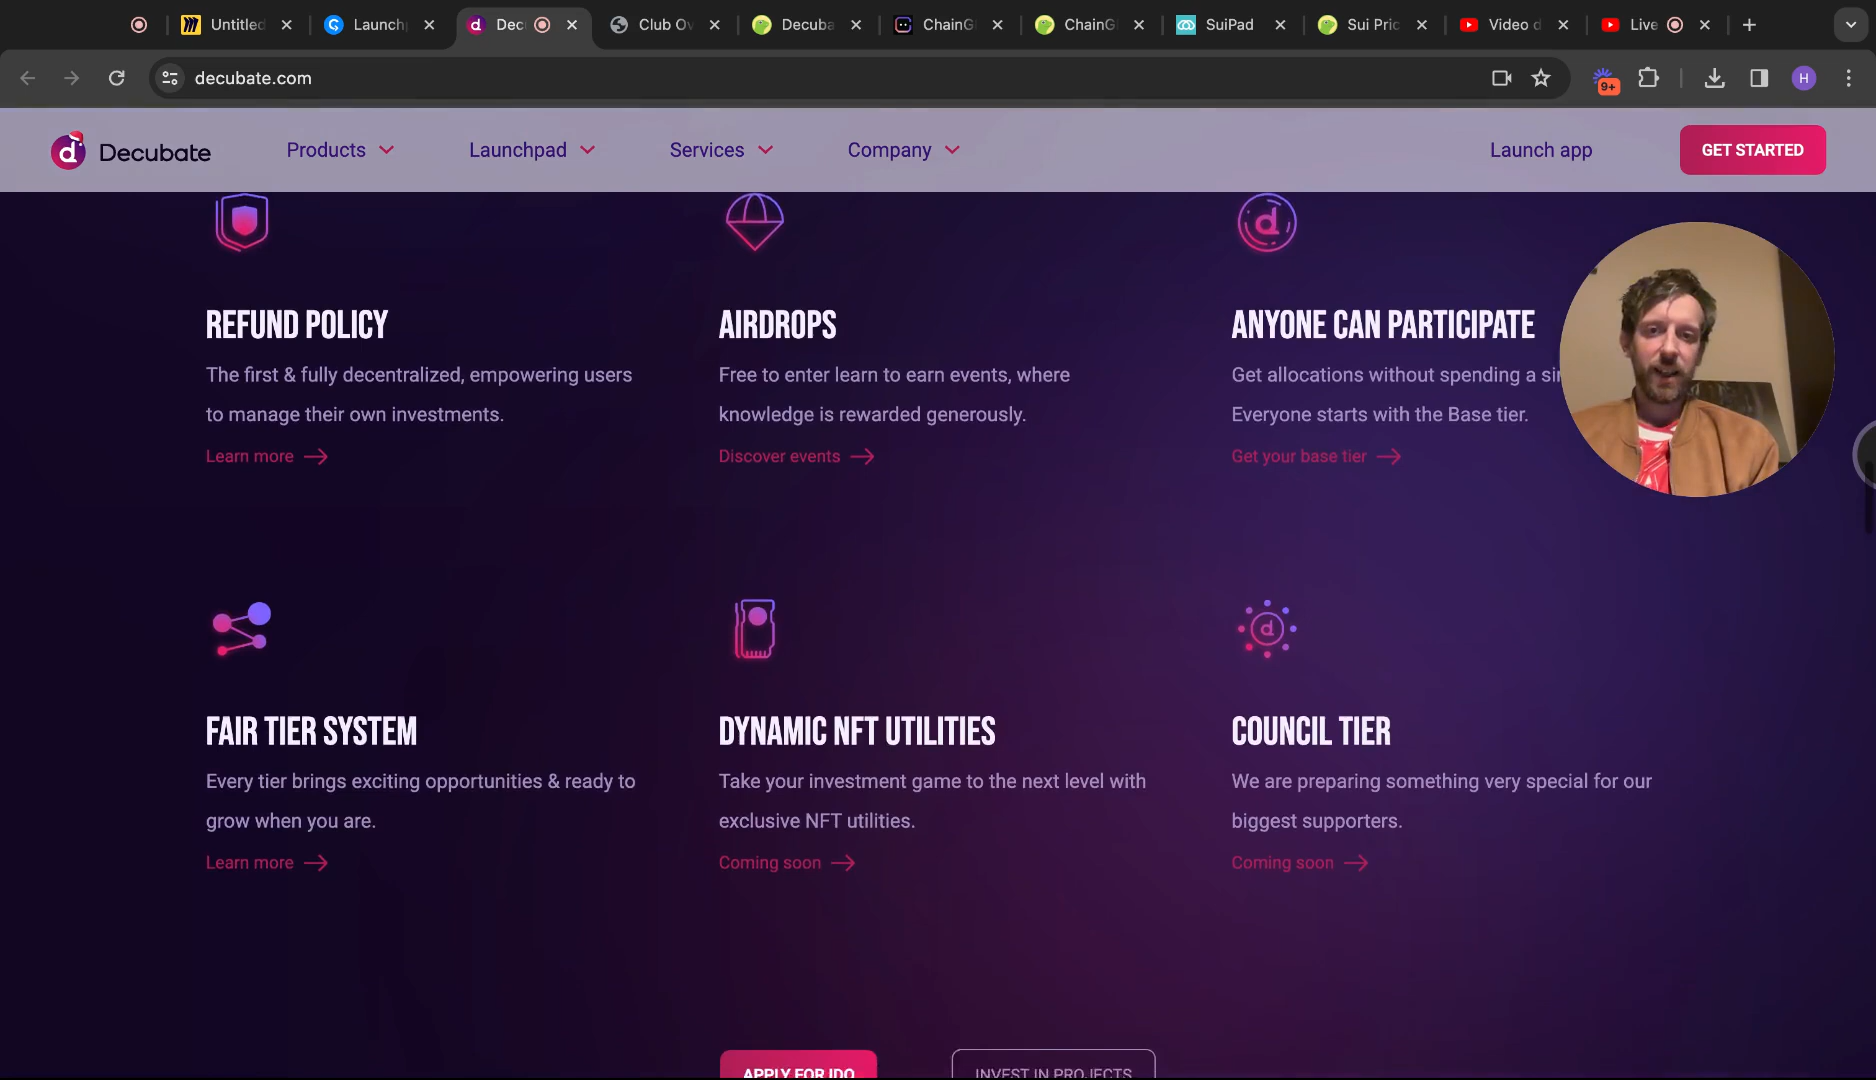 Untitled
Launchp
Dec
Club Ov
Decuba
ChainG
ChainG
SuiPad
Sui Pric
Video d
Live
decubate.com
9+
H
d Decubate
Products
Launchpad
Services
Company
Launch app
GET STARTED
REFUND POLICY
The first & fully decentralized, empowering users
to manage their own investments.
Learn more
AIRDROPS
Free to enter learn to earn events, where
knowledge is rewarded generously.
Discover events
d
ANYONE CAN PARTICIPATE
Get allocations without spending a
Everyone starts with the Base tier.
Get your base tier
FAIR TIER SYSTEM
Every tier brings exciting opportunities & ready to
grow when you are.
Learn more
DYNAMIC NFT UTILITIES
Take your investment game to the next level with
exclusive NFT utilities.
Coming soon
d
COUNCIL TIER
We are preparing something very special for our
biggest supporters.
Coming soon
APPLY FOR IDO
INVEST IN PROJECTS